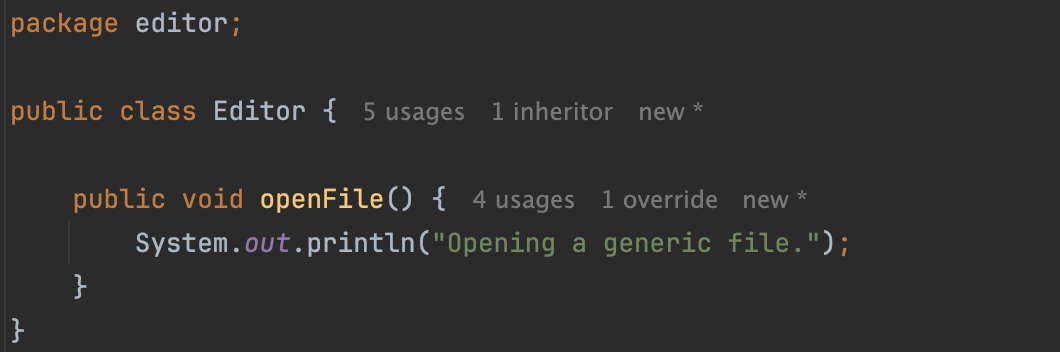 package editor;
public class Editor { 5 usages 1 inheritor new *
public void openFile() { 4 usages 1 override new *
System.out.println("Opening a generic file.");
}
}